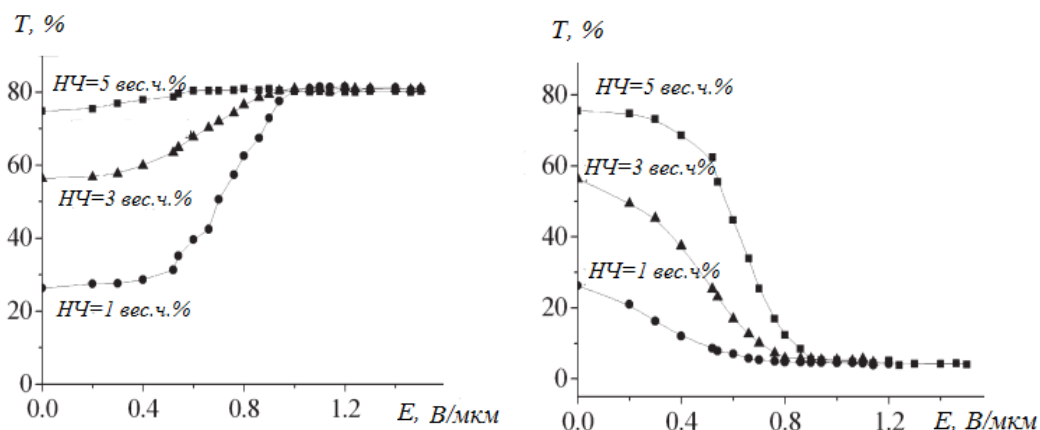 T, %
80
60
40
20
0
НЧ=5 вес.ч.%
НЧ=3 вес.ч.%
НЧ=1 вес.ч.%
0.0
0.4
0.8
1.2
E, В/мкм
T, %
80
60
40
20
0
НЧ=5 вес.ч.%
НЧ=3 вес.ч.%
НЧ=1 вес.ч%
0.0
0.4
0.8
1.2
E, В/мкм